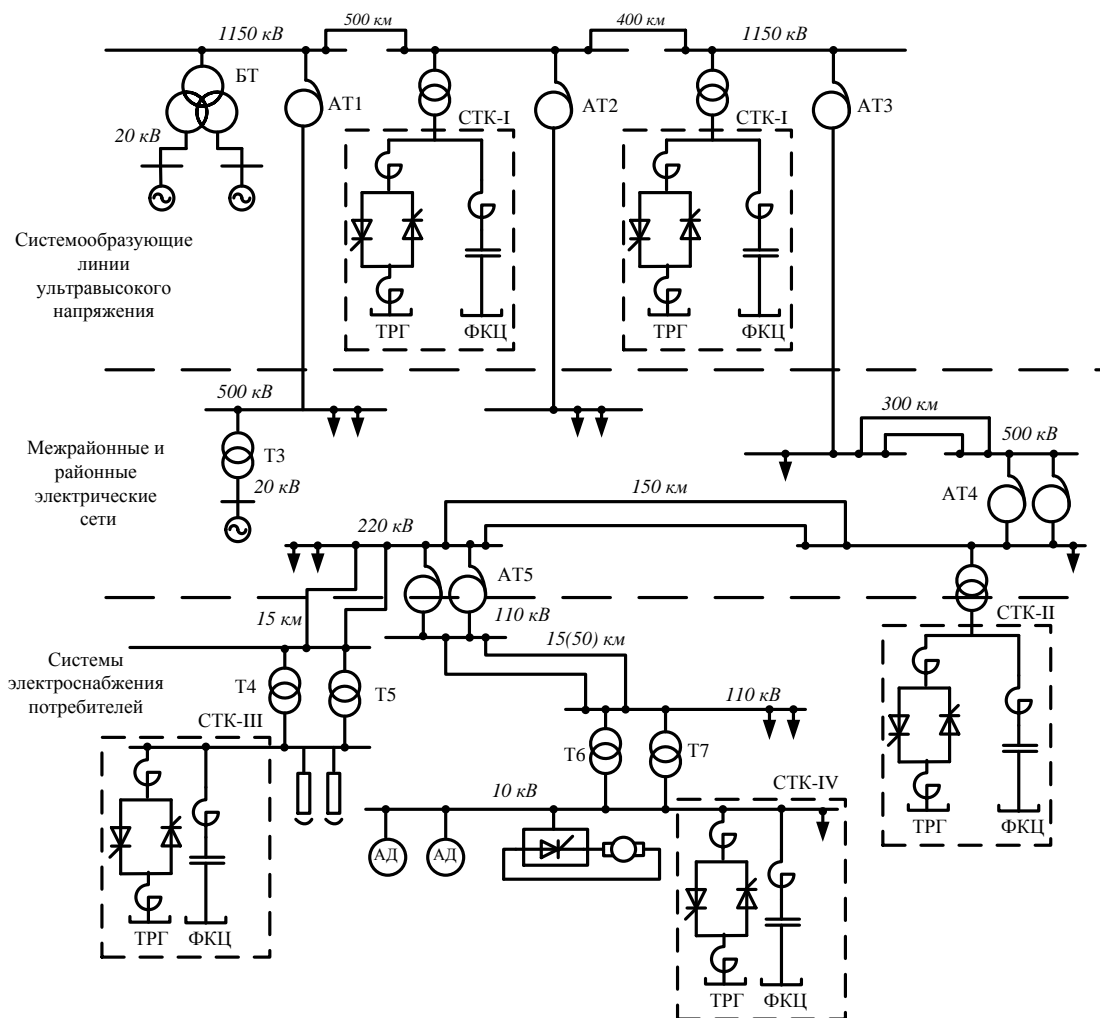 500 км
400 км
1150 кВ
1150 кВ
БТ
АТ1
АТ2
АТ3
СТК-I
СТК-I
20 кВ
Системообразующие
линии
ультравысокого
напряжения
ТРГ
ФКЦ
ТРГ
ФКЦ
500 кВ
300 км
500 кВ
Межрайонные и
районные
электрические
сети
Т3
20 кВ
АТ4
150 км
220 кВ
АТ5
110 кВ
15 км
15(50) км
СТК-II
Системы
электроснабжения
потребителей
Т4
Т5
110 кВ
СТК-III
Т6
Т7
СТК-IV
10 кВ
ТРГ
ФКЦ
АД
АД
ТРГ
ФКЦ
ТРГ
ФКЦ